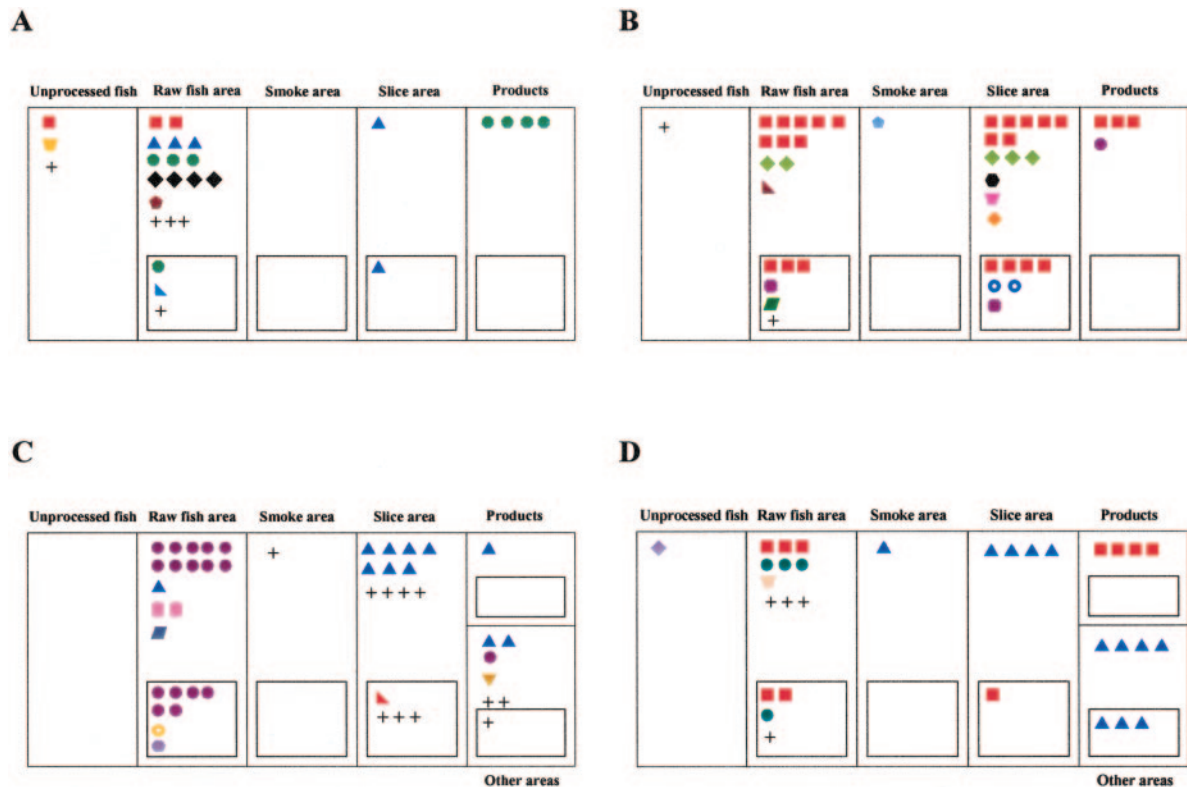 A
B
Unprocessed fish Raw fish area Smoke area Slice area Products
Unprocessed fish Raw fish area Smoke area Slice area Products
C
D
Unprocessed fish Raw fish area Smoke area Slice area Products
Unprocessed fish Raw fish area Smoke area Slice area Products
Other areas
Other areas